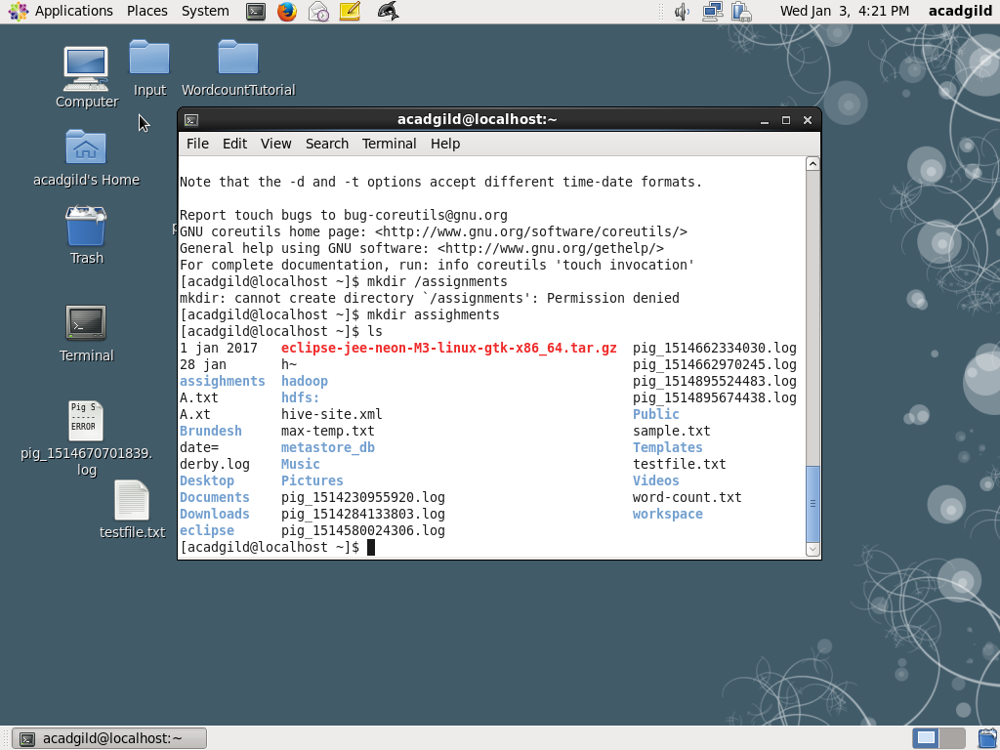 Applications Places System Wed Jan 3, 4:21 PM acadgild
Computer
Input
WordcountTutorial
acadgild's Home
Trash
Terminal
Pig S
-----
ERROR
pig_1514670701839.
log
testfile.txt
acadgild@localhost:~
File Edit View Search Terminal Help
Note that the -d and -t options accept different time-date formats.
Report touch bugs to bug-coreutils@gnu.org
GNU coreutils home page: <http://www.gnu.org/software/coreutils/>
General help using GNU software: <http://www.gnu.org/gethelp/>
For complete documentation, run: info coreutils 'touch invocation'
[acadgild@localhost ~]$ mkdir /assignments
mkdir: cannot create directory `/assignments': Permission denied
[acadgild@localhost ~]$ mkdir assighments
[acadgild@localhost ~]$ ls
1 jan 2017 eclipse-jee-neon-M3-linux-gtk-x86_64.tar.gz pig_1514662334030.log
28 jan h~ pig_1514662970245.log
assighments hadoop pig_1514895524483.log
A.txt hdfs: pig_1514895674438.log
A.xt hive-site.xml Public
Brundesh max-temp.txt sample.txt
date= metastore_db Templates
derby.log Music testfile.txt
Desktop Pictures Videos
Documents pig_1514230955920.log word-count.txt
Downloads pig_1514284133803.log workspace
eclipse pig_1514580024306.log
[acadgild@localhost ~]$
acadgild@localhost:~